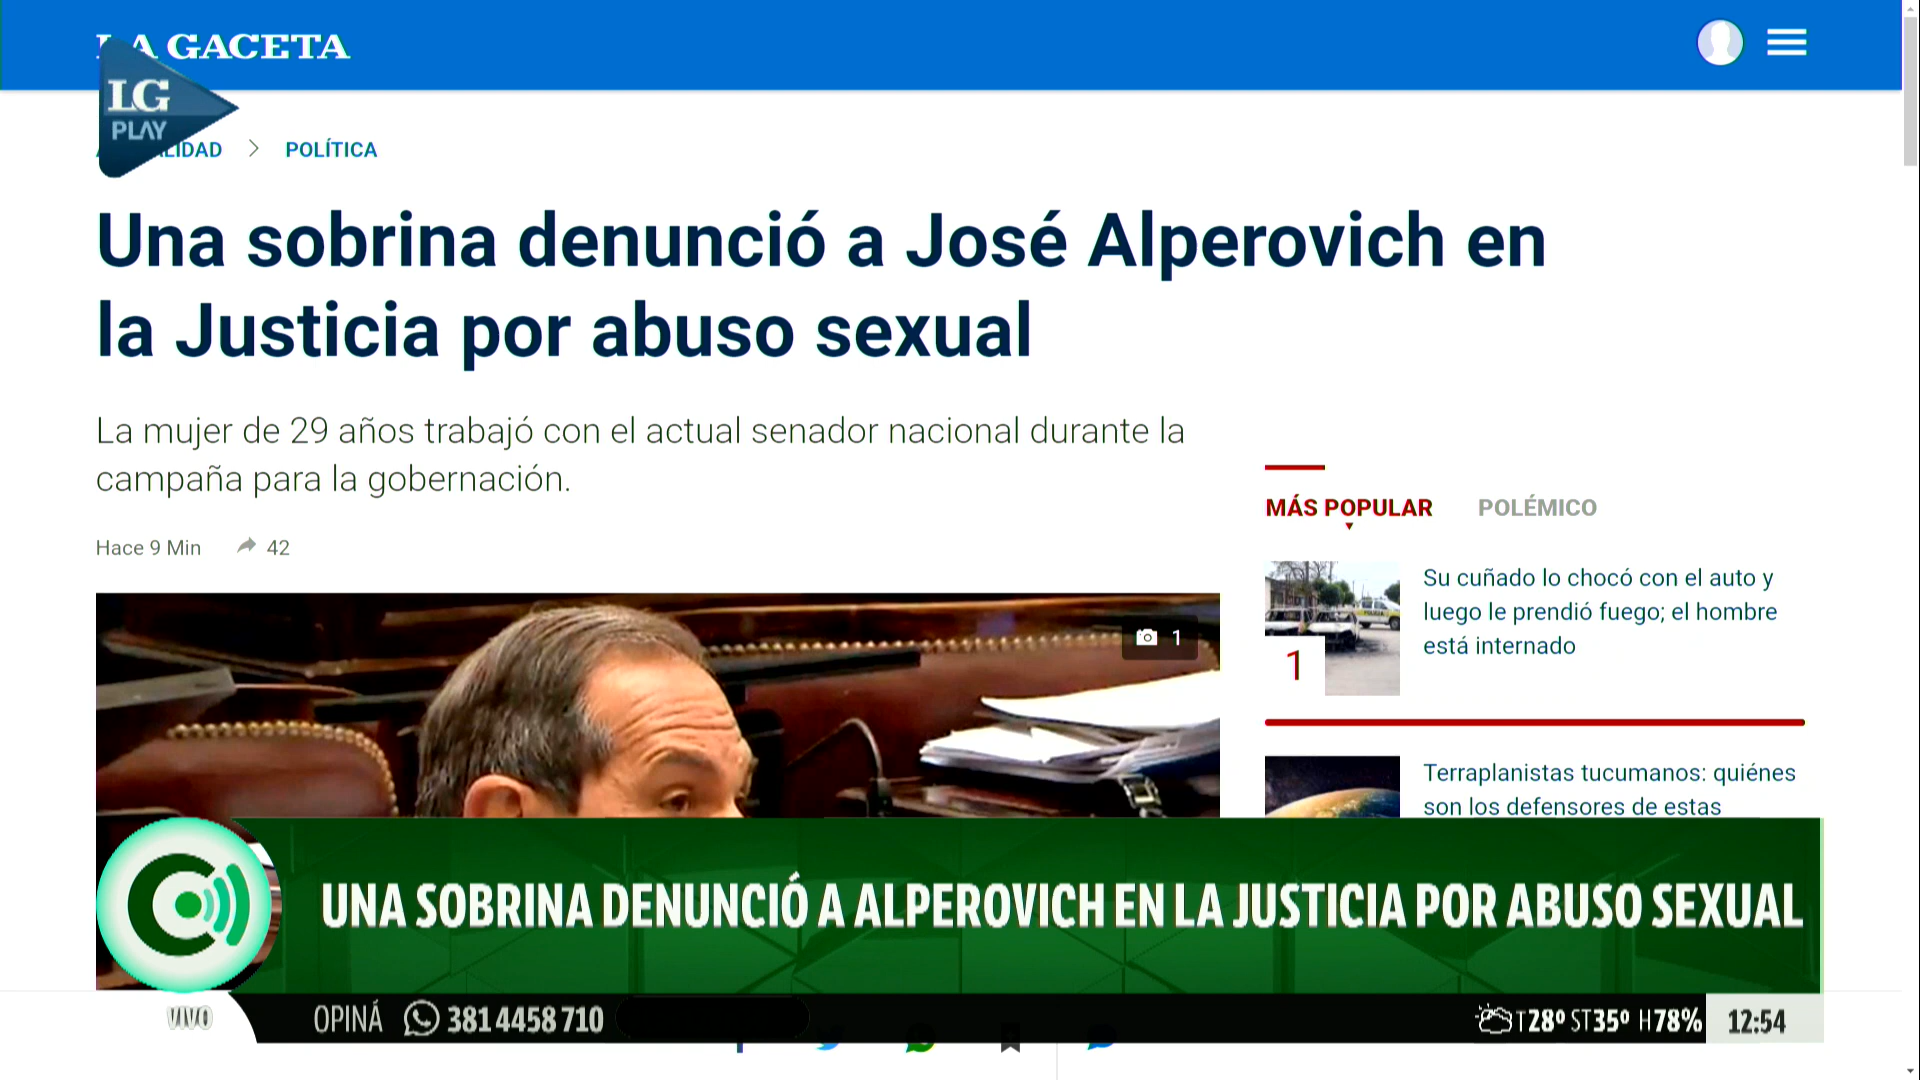 LA GACETA
LG
PLAY
POLÍTICA
Una sobrina denunció a José Alperovich en
la Justicia por abuso sexual
La mujer de 29 años trabajó con el actual senador nacional durante la
campaña para la gobernación.
Hace 9 Min 42
1
MÁS POPULAR POLÉMICO
Su cuñado lo chocó con el auto y
luego le prendió fuego; el hombre
está internado
1
Terraplanistas tucumanos: quiénes
son los defensores de estas
UNA SOBRINA DENUNCIÓ A ALPEROVICH EN LA JUSTICIA POR ABUSO SEXUAL
VIVO
OPINÁ 381 4458 710
T28º ST35º H78% 12:54